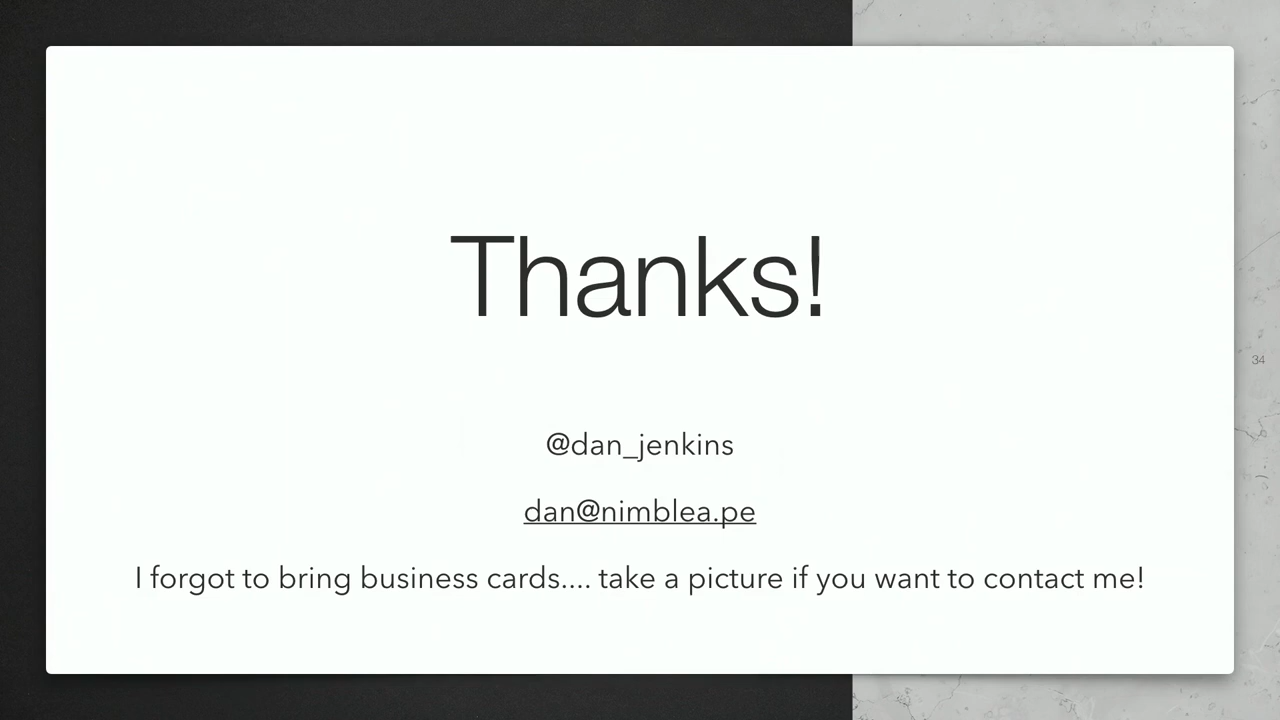 Thanks!
34
@dan_jenkins
dan@nimblea.pe
I forgot to bring business cards.... take a picture if you want to contact me!